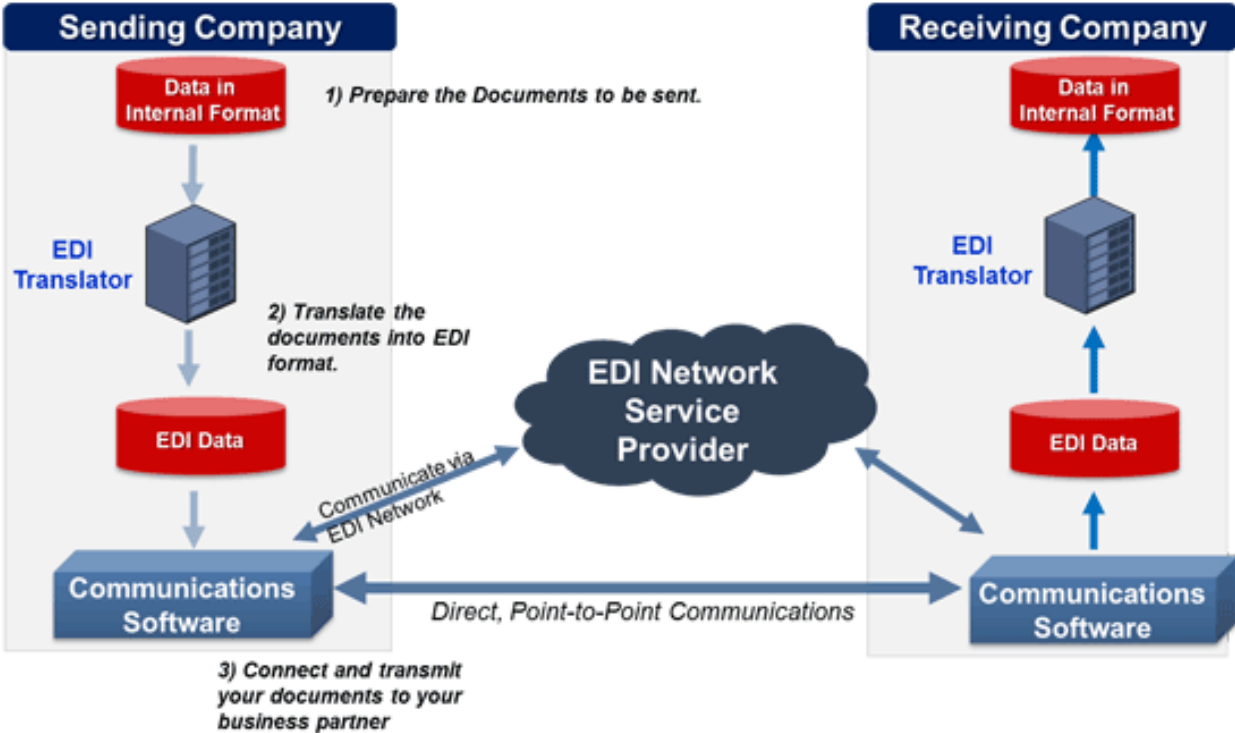 Sending Company
Data in
Internal Format
1) Prepare the Documents to be sent.
EDI
Translator
2) Translate the
documents into EDI
format.
EDI Data
Communicate via
EDI Network
Communications
Software
3) Connect and transmit
your documents to your
business partner
EDI Network
Service
Provider
Direct, Point-to-Point Communications
Receiving Company
Data in
Internal Format
EDI
Translator
EDI Data
Communications
Software